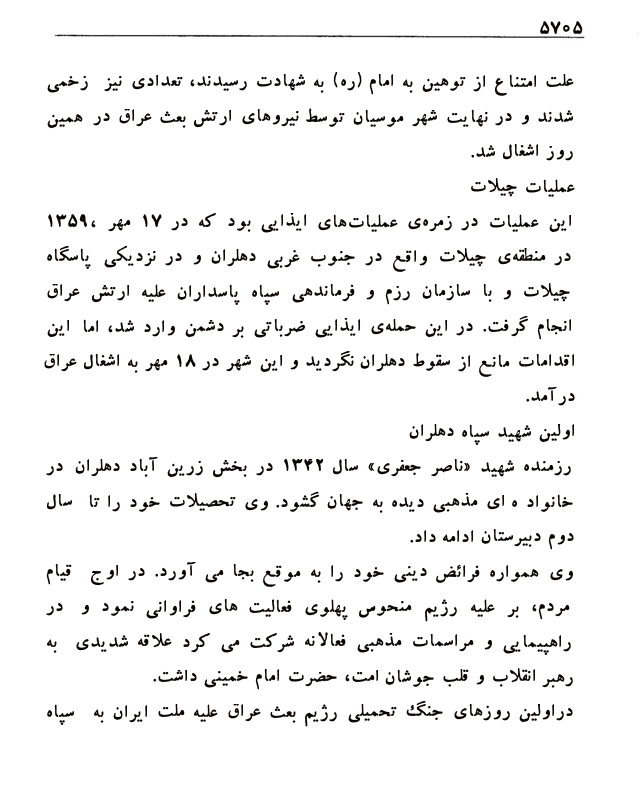 ۵۷۰۵
علت امتناع از توهین به امام (ره) به شهادت رسیدند، تعدادی نیز زخمی
شدند و در نهایت شهر موسیان توسط نیروهای ارتش بعث عراق در همین
روز اشغال شد.
عملیات چیلات
این عملیات در زمره‌ی عملیات‌های ایذایی بود که در ۱۷ مهر ،۱۳۵۹
در منطقه‌ی چیلات واقع در جنوب غربی دهلران و در نزدیکی پاسگاه
چیلات و با سازمان رزم و فرماندهی سپاه پاسداران علیه ارتش عراق
انجام گرفت. در این حمله‌ی ایذایی ضرباتی بر دشمن وارد شد، اما این
اقدامات مانع از سقوط دهلران نگردید و این شهر در ۱۸ مهر به اشغال عراق
درآمد.
اولین شهید سپاه دهلران
رزمنده شهید «ناصر جعفری» سال ۱۳۴۲ در بخش زرین آباد دهلران در
خانواد ه ای مذهبی دیده به جهان گشود. وی تحصیلات خود را تا سال
دوم دبیرستان ادامه داد.
وی همواره فرائض دینی خود را به موقع بجا می آورد. در اوج قیام
مردم، بر علیه رژیم منحوس پهلوی فعالیت های فراوانی نمود و در
راهپیمایی و مراسمات مذهبی فعالانه شرکت می کرد علاقه شدیدی به
رهبر انقلاب و قلب جوشان امت، حضرت امام خمینی داشت.
دراولین روزهای جنگ تحمیلی رژیم بعث عراق علیه ملت ایران به سپاه